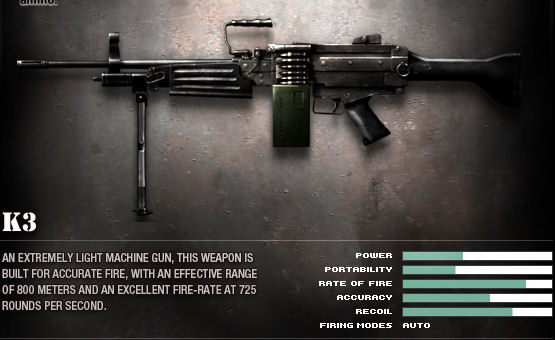 ammo.
K3
AN EXTREMELY LIGHT MACHINE GUN, THIS WEAPON IS
BUILT FOR ACCURATE FIRE, WITH AN EFFECTIVE RANGE
OF 800 METERS AND AN EXCELLENT FIRE-RATE AT 725
ROUNDS PER SECOND.
POWER
PORTABILITY
RATE OF FIRE
ACCURACY
RECOIL
FIRING MODES AUTO